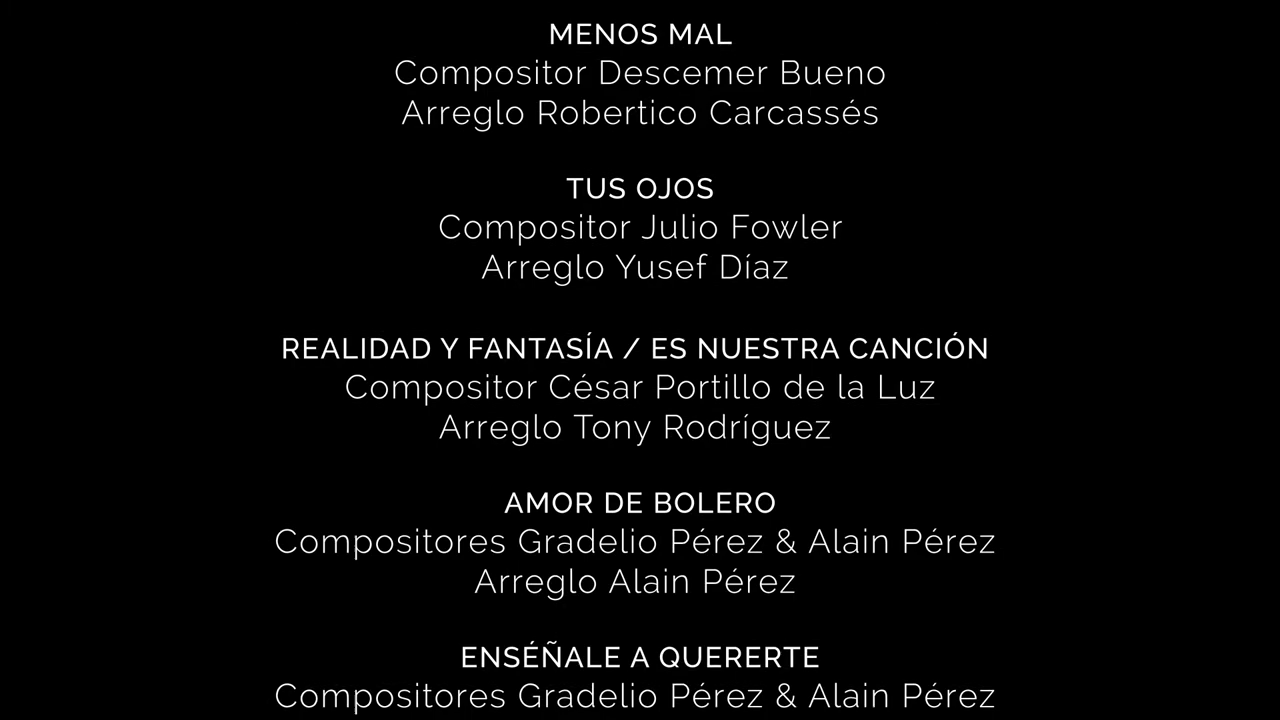 MENOS MAL
Compositor Descemer Bueno
Arreglo Robertico Carcassés
TUS OJOS
Compositor Julio Fowler
Arreglo Yusef Díaz
REALIDAD Y FANTASÍA / ES NUESTRA CANCIÓN
Compositor César Portillo de la Luz
Arreglo Tony Rodríguez
AMOR DE BOLERO
Compositores Gradelio Pérez & Alain Pérez
Arreglo Alain Pérez
ENSÉÑALE A QUERERTE
Compositores Gradelio Pérez & Alain Pérez